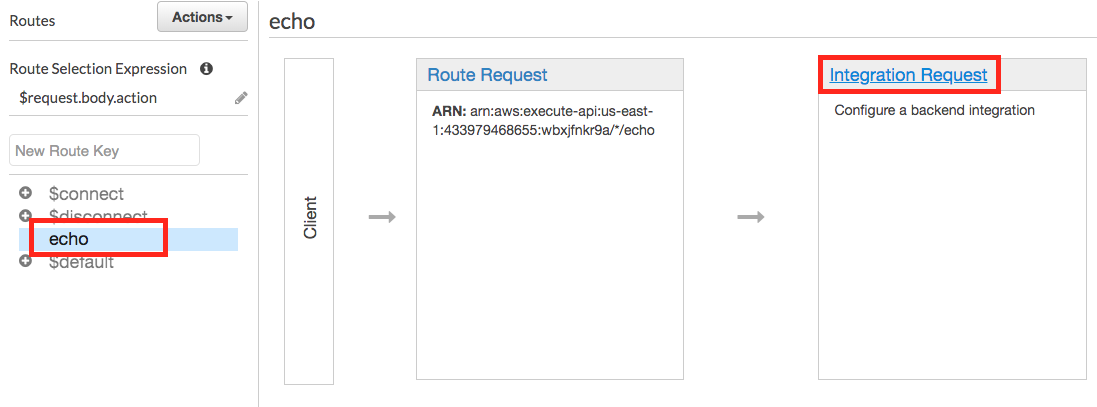 Routes
Actions
Route Selection Expression
$request.body.action
New Route Key
$connect
$disconnect
echo
$default
echo
Client
Route Request
ARN: arn:aws:execute-api:us-east-
1:433979468655:wbxjfnkr9a/*/echo
Integration Request
Configure a backend integration